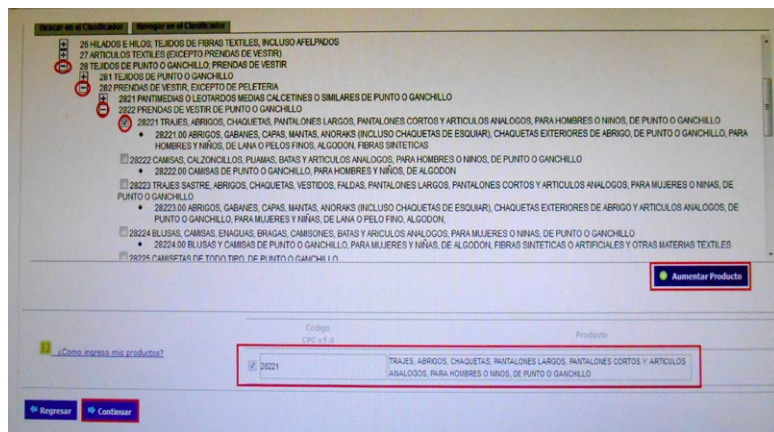 Buscar en el Clasificador Navegar en el Clasificador
26 HILADOS E HILOS; TEJIDOS DE FIBRAS TEXTILES, INCLUSO AFELPADOS
27 ARTICULOS TEXTILES (EXCEPTO PRENDAS DE VESTIR)
28 TEJIDOS DE PUNTO O GANCHILLO; PRENDAS DE VESTIR
281 TEJIDOS DE PUNTO O GANCHILLO
282 PRENDAS DE VESTIR, EXCEPTO DE PELETERIA
2821 PANTIMEDIAS O LEOTARDOS MEDIAS CALCETINES O SIMILARES DE PUNTO O GANCHILLO
2822 PRENDAS DE VESTIR DE PUNTO O GANCHILLO
28221 TRAJES, ABRIGOS, CHAQUETAS, PANTALONES LARGOS, PANTALONES CORTOS Y ARTICULOS ANALOGOS, PARA HOMBRES O NINOS, DE PUNTO O GANCHILLO
• 28221.00 ABRIGOS, GABANES, CAPAS, MANTAS, ANORAKS (INCLUSO CHAQUETAS DE ESQUIAR), CHAQUETAS EXTERIORES DE ABRIGO, DE PUNTO O GANCHILLO, PARA
HOMBRES Y NIÑOS, DE LANA O PELOS FINOS, ALGODON, FIBRAS SINTETICAS
28222 CAMISAS, CALZONCILLOS, PIJAMAS, BATAS Y ARTICULOS ANALOGOS, PARA HOMBRES O NINOS, DE PUNTO O GANCHILLO
• 28222.00 CAMISAS DE PUNTO O GANCHILLO, PARA HOMBRES Y NIÑOS, DE ALGODON
28223 TRAJES SASTRE, ABRIGOS, CHAQUETAS, VESTIDOS, FALDAS, PANTALONES LARGOS, PANTALONES CORTOS Y ARTICULOS ANALOGOS, PARA MUJERES O NINAS, DE
PUNTO O GANCHILLO
• 28223.00 ABRIGOS, GABANES, CAPAS, MANTAS, ANORAKS (INCLUSO CHAQUETAS DE ESQUIAR), CHAQUETAS EXTERIORES DE ABRIGO Y ARTICULOS ANALOGOS, DE
PUNTO O GANCHILLO, PARA MUJERES Y NIÑAS, DE LANA O PELO FINO, ALGODON,
28224 BLUSAS, CAMISAS, ENAGUAS, BRAGAS, CAMISONES, BATAS Y ARICULOS ANALOGOS, PARA MUJERES O NINAS, DE PUNTO O GANCHILLO
• 28224.00 BLUSAS Y CAMISAS DE PUNTO O GANCHILLO, PARA MUJERES Y NIÑAS, DE ALGODON, FIBRAS SINTETICAS O ARTIFICIALES Y OTRAS MATERIAS TEXTILES
28225 CAMISETAS DE TODO TIPO, DE PUNTO O GANCHILLO
Aumentar Producto
Código Producto
CPC v1.0
¿Como ingreso mis productos?
28221 TRAJES, ABRIGOS, CHAQUETAS, PANTALONES LARGOS, PANTALONES CORTOS Y ARTICULOS
ANALOGOS, PARA HOMBRES O NINOS, DE PUNTO O GANCHILLO
Regresar Continuar